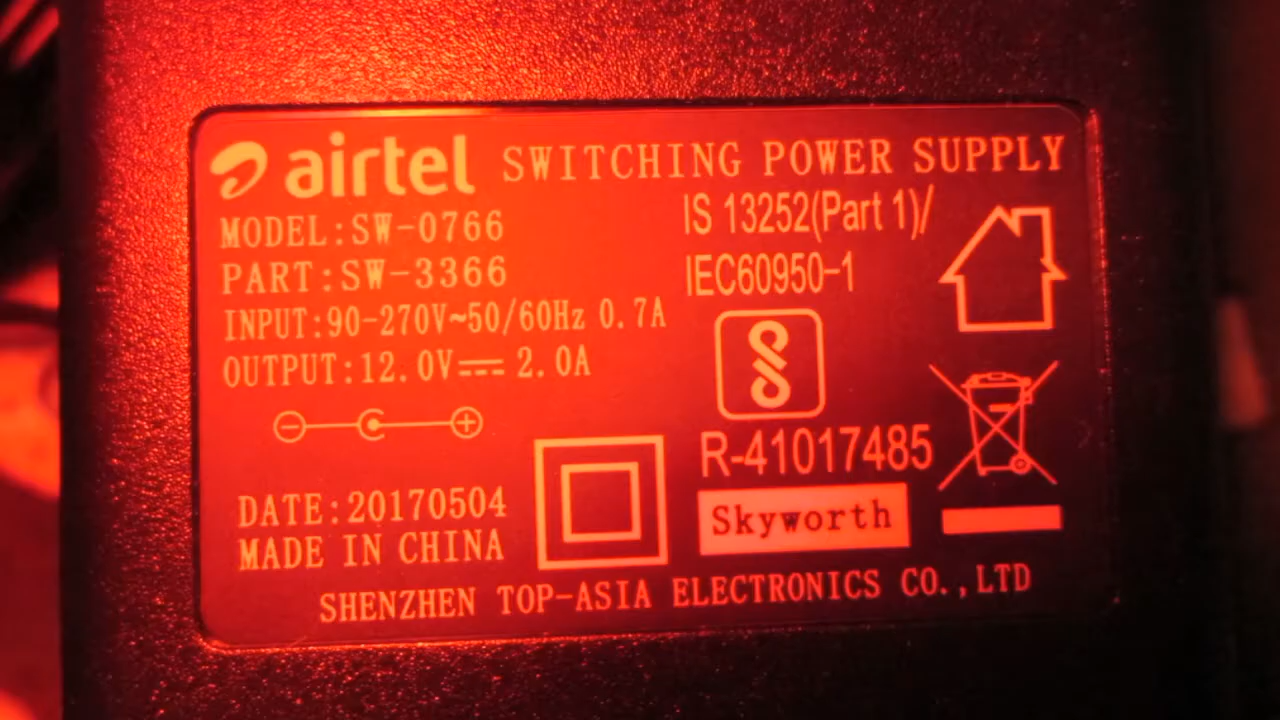 airtel SWITCHING POWER SUPPLY
MODEL:SW-0766
PART:SW-3366
INPUT:90-270V~50/60Hz 0.7A
OUTPUT:12.0V⎓ 2.0A
IS 13252(Part 1)/
IEC60950-1
R-41017485
Skyworth
DATE:20170504
MADE IN CHINA
SHENZHEN TOP-ASIA ELECTRONICS CO.,LTD